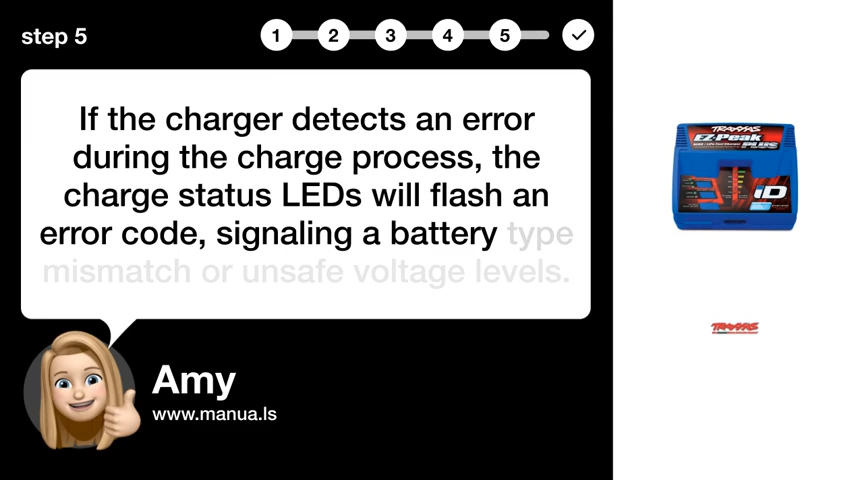 step 5
1 2 3 4 5
If the charger detects an error
during the charge process, the
charge status LEDs will flash an
error code, signaling a battery type
mismatch or unsafe voltage levels.
Amy
www.manua.ls
TRAXXAS
EZ-Peak
PLUS
iD
TRAXXAS